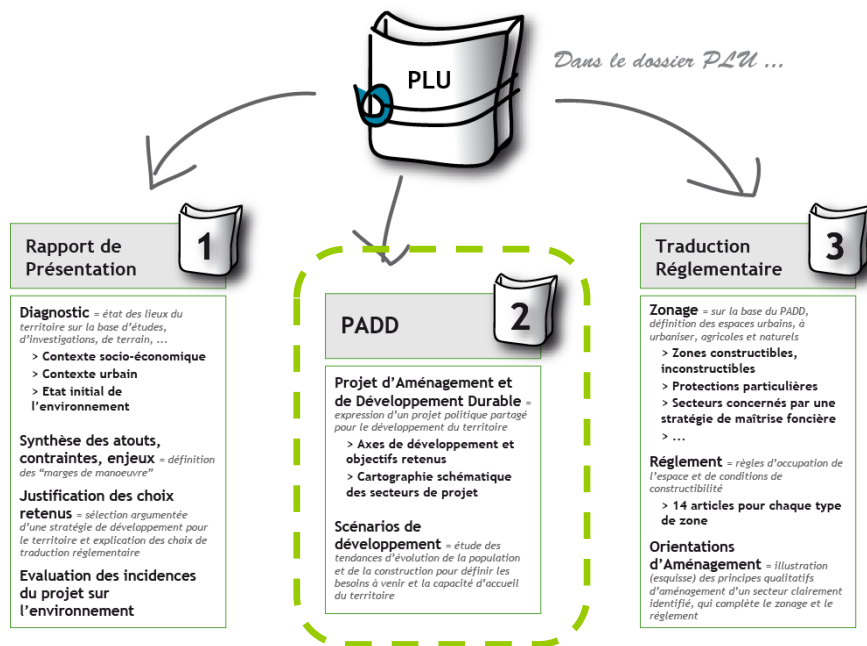 PLU
Dans le dossier PLU ...
Rapport de
Présentation
1
Diagnostic = état des lieux du
territoire sur la base d'études,
d'investigations, de terrain, ...
> Contexte socio-économique
> Contexte urbain
> Etat initial de
l'environnement
Synthèse des atouts,
contraintes, enjeux = définition
des "marges de manoeuvre"
Justification des choix
retenus = sélection argumentée
d'une stratégie de développement pour
le territoire et explication des choix de
traduction réglementaire
Evaluation des incidences
du projet sur
l'environnement
PADD
2
Projet d'Aménagement et
de Développement Durable =
expression d'un projet politique partagé
pour le développement du territoire
> Axes de développement et
objectifs retenus
> Cartographie schématique
des secteurs de projet
Scénarios de
développement = étude des
tendances d'évolution de la population
et de la construction pour définir les
besoins à venir et la capacité d'accueil
du territoire
Traduction
Réglementaire
3
Zonage = sur la base du PADD,
définition des espaces urbains, à
urbaniser, agricoles et naturels
> Zones constructibles,
inconstructibles
> Protections particulières
> Secteurs concernés par une
stratégie de maîtrise foncière
> ...
Réglement = règles d'occupation de
l'espace et de conditions de
constructibilité
> 14 articles pour chaque type
de zone
Orientations
d'Aménagement = illustration
(esquisse) des principes qualitatifs
d'aménagement d'un secteur clairement
identifié, qui complète le zonage et le
réglement